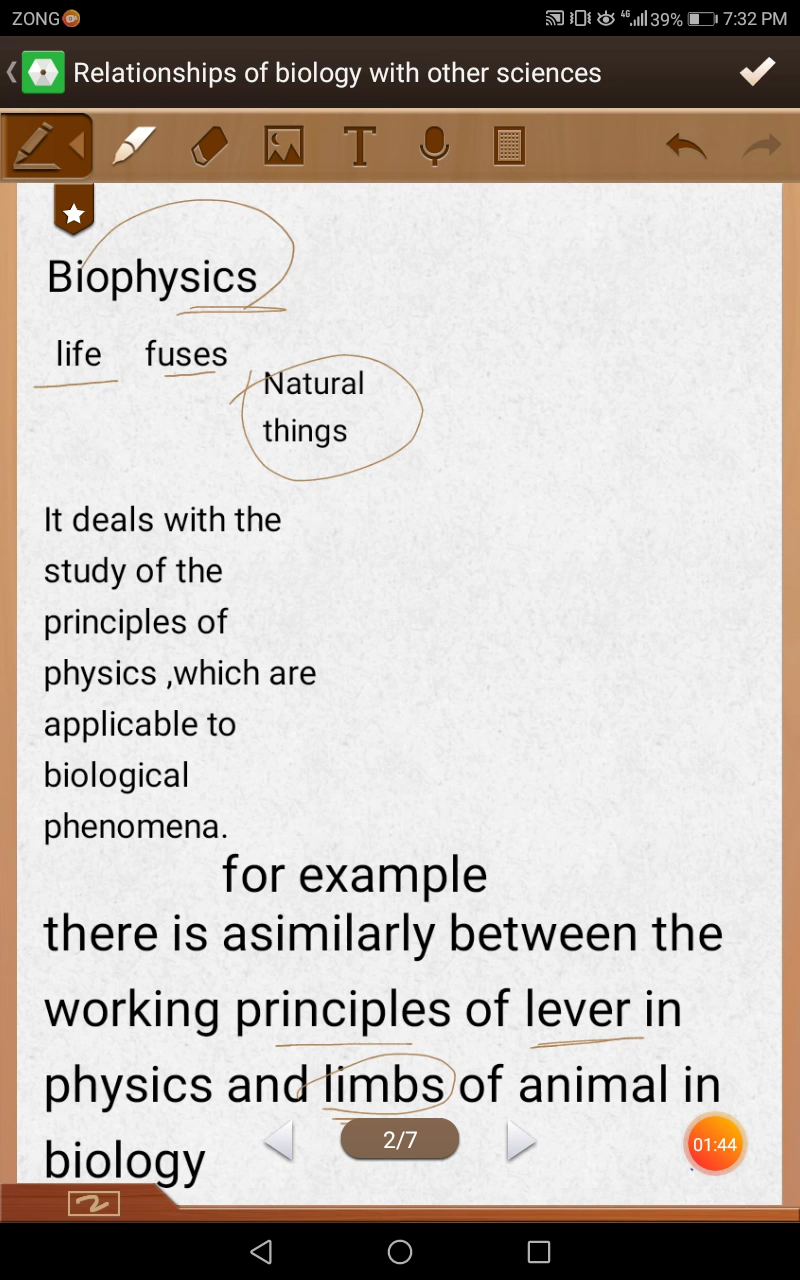 ZONG 4G 39% 7:32 PM
Relationships of biology with other sciences
T
Biophysics
life fuses
Natural
things
It deals with the
study of the
principles of
physics ,which are
applicable to
biological
phenomena.
for example
there is asimilarly between the
working principles of lever in
physics and limbs of animal in
2/7
01:44
biology